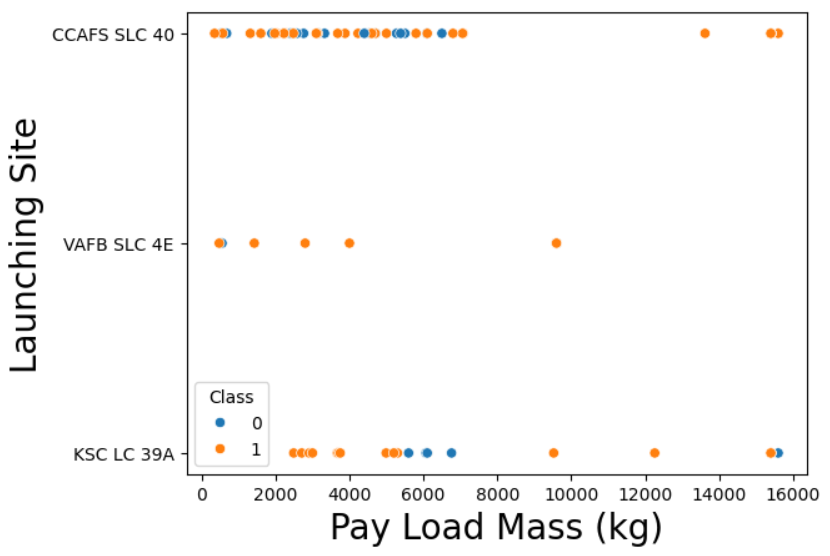 CCAFS SLC 40
VAFB SLC 4E
KSC LC 39A
Launching Site
Class
0
1
0
2000
4000
6000
8000
10000
12000
14000
16000
Pay Load Mass (kg)